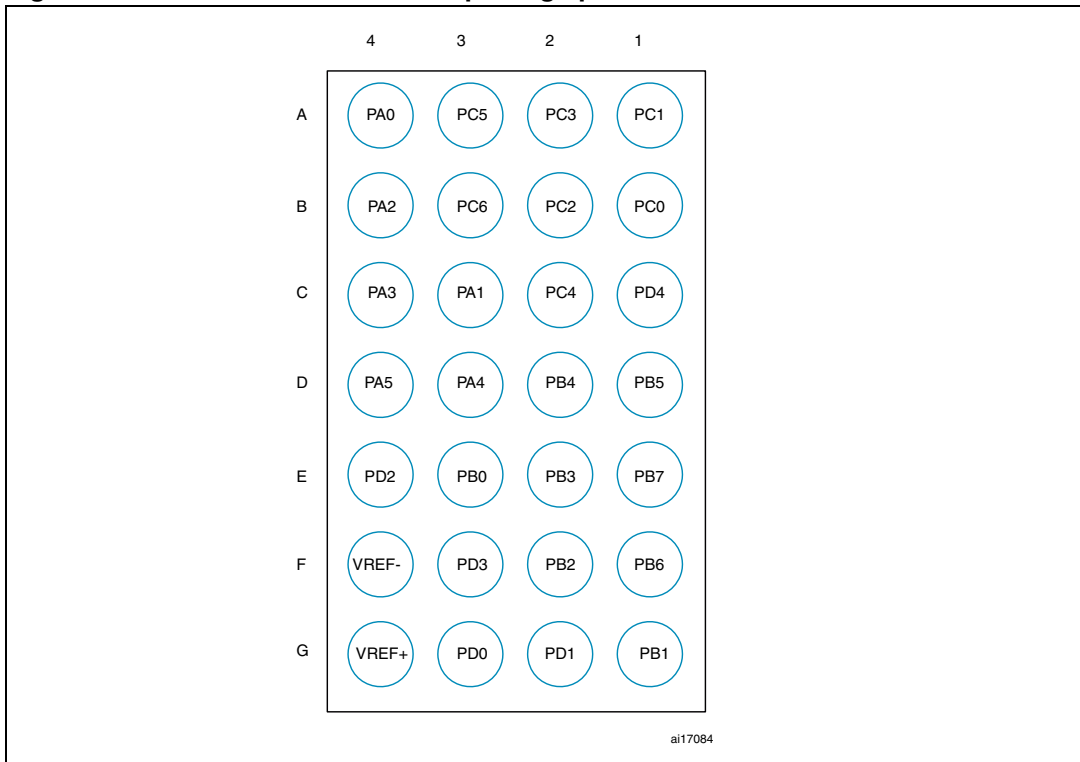 4 3 2 1
A PA0 PC5 PC3 PC1
B PA2 PC6 PC2 PC0
C PA3 PA1 PC4 PD4
D PA5 PA4 PB4 PB5
E PD2 PB0 PB3 PB7
F VREF- PD3 PB2 PB6
G VREF+ PD0 PD1 PB1
ai17084